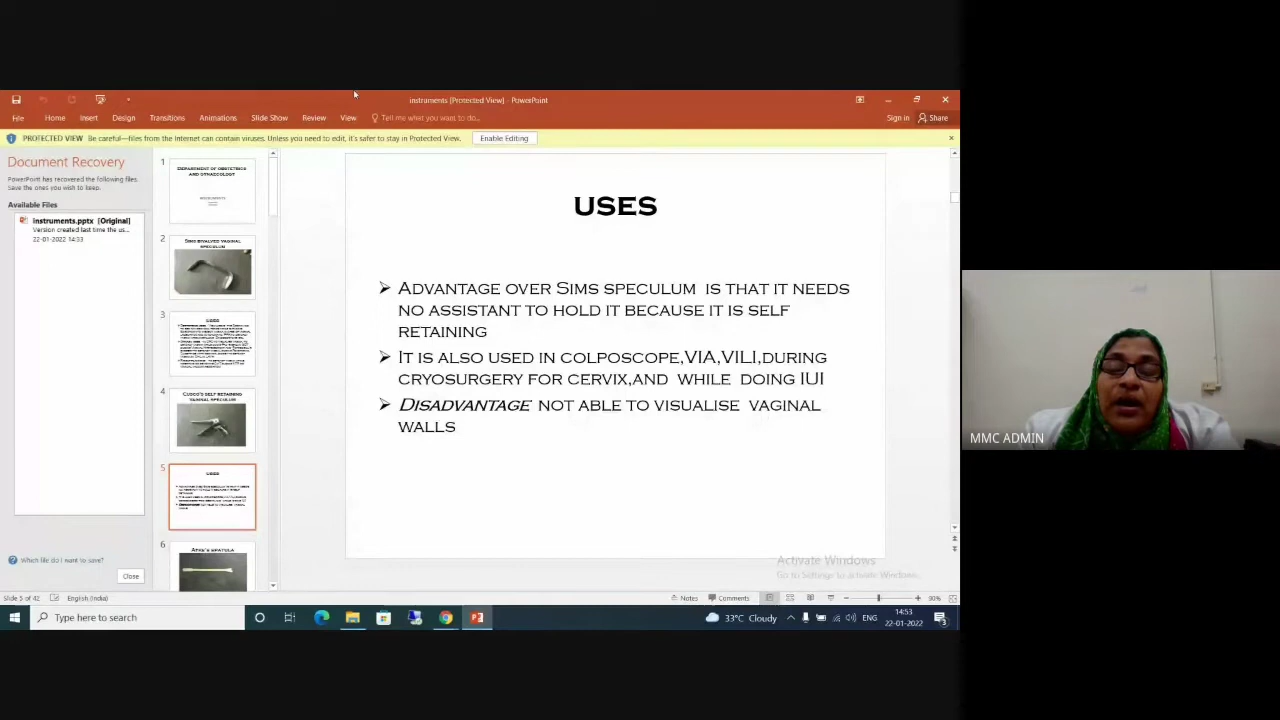 instruments [Protected View] - PowerPoint
File Home Insert Design Transitions Animations Slide Show Review View Tell me what you want to do...
Sign in Share
PROTECTED VIEW Be careful—files from the Internet can contain viruses. Unless you need to edit, it's safer to stay in Protected View. Enable Editing
Document Recovery
PowerPoint has recovered the following files.
Save the ones you wish to keep.
Available Files
instruments.pptx [Original]
Version created last time the us...
22-01-2022 14:33
Which file do I want to save?
Close
1
Department of obstetrics
and gynaecology
2
Sims bivalved vaginal
speculum
3
uses
4
Cusco's self retaining
vaginal speculum
5
uses
6
USES
Advantage over Sims speculum is that it needs
no assistant to hold it because it is self
retaining
It is also used in colposcope,VIA,VILI,during
cryosurgery for cervix,and while doing IUI
Disadvantage not able to visualise vaginal
walls
Activate Windows
Go to Settings to activate Windows.
Slide 5 of 42 English (India)
Notes Comments 90%
Type here to search
33°C Cloudy ENG
14:53
22-01-2022
3
MMC ADMIN